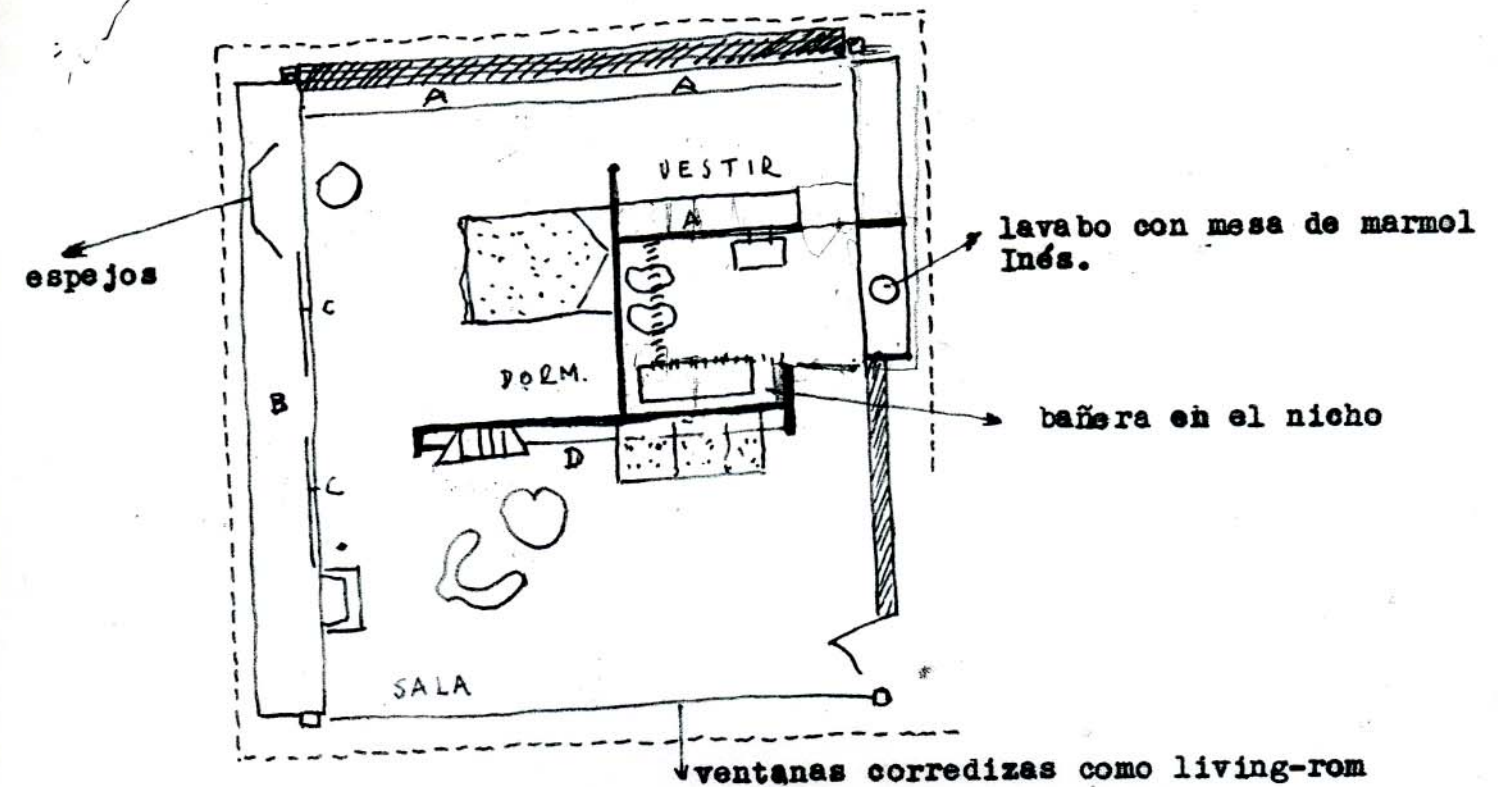 A A
VESTIR
A
lavabo con mesa de marmol
Inés.
espejos
C
DORM.
B
bañera en el nicho
D
C
SALA
ventanas corredizas como living-rom